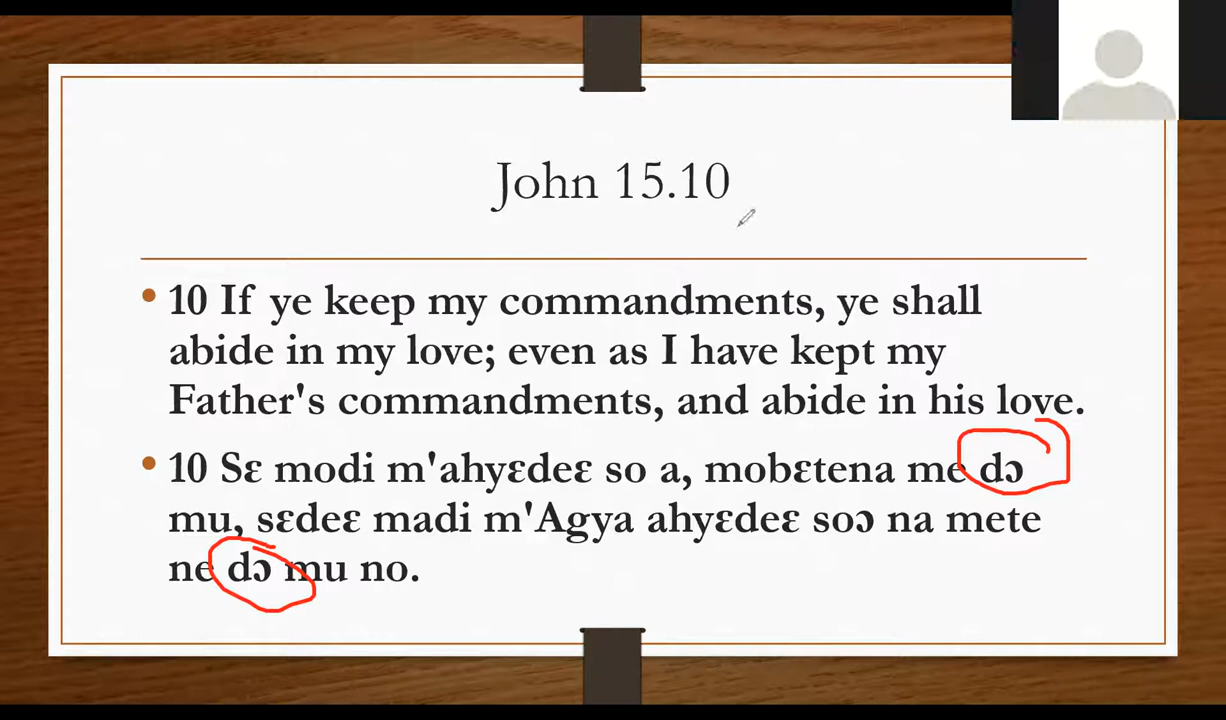 John 15.10
• 10 If ye keep my commandments, ye shall
abide in my love; even as I have kept my
Father's commandments, and abide in his love.
• 10 Sɛ modi m'ahyɛdeɛ so a, mobɛtena me dɔ
mu, sɛdeɛ madi m'Agya ahyɛdeɛ soɔ na mete
ne dɔ mu no.